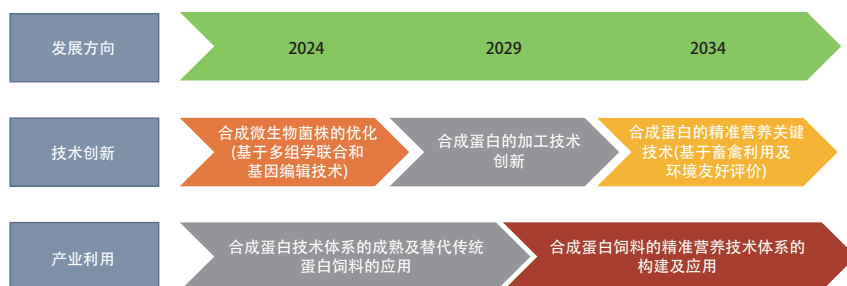 发展方向
2024
2029
2034
技术创新
合成微生物菌株的优化
(基于多组学联合和
基因编辑技术)
合成蛋白的加工技术
创新
合成蛋白的精准营养关键
技术(基于畜禽利用及
环境友好评价)
产业利用
合成蛋白技术体系的成熟及替代传统
蛋白饲料的应用
合成蛋白饲料的精准营养技术体系的
构建及应用